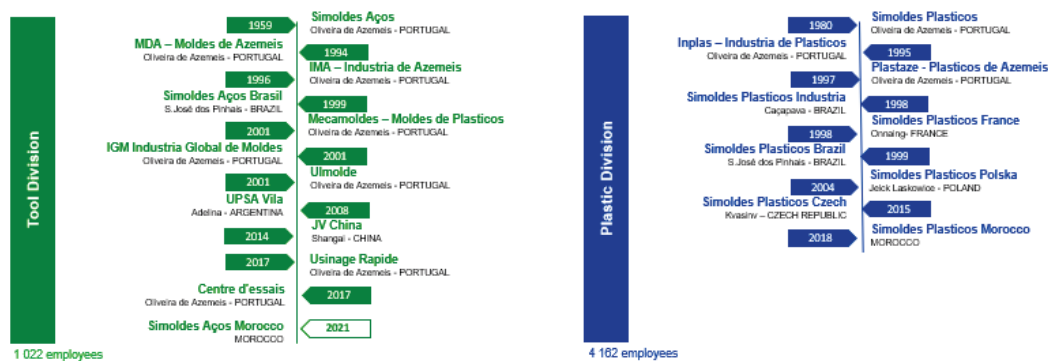 Tool Division
1959
Simoldes Aços
Oliveira de Azemeis - PORTUGAL
MDA – Moldes de Azemeis
Oliveira de Azemeis - PORTUGAL
1994
1996
IMA – Industria de Azemeis
Oliveira de Azemeis - PORTUGAL
Simoldes Aços Brasil
S.José dos Pinhais - BRAZIL
1999
2001
Mecamoldes – Moldes de Plasticos
Oliveira de Azemeis - PORTUGAL
IGM Industria Global de Moldes
Oliveira de Azemeis - PORTUGAL
2001
2001
Ulmolde
Oliveira de Azemeis - PORTUGAL
UPSA Vila
Adelina - ARGENTINA
2008
2014
JV China
Shangai - CHINA
2017
Usinage Rapide
Oliveira de Azemeis - PORTUGAL
Centre d'essais
Oliveira de Azemeis - PORTUGAL
2017
Simoldes Aços Morocco
MOROCCO
2021
1 022 employees
Plastic Division
1980
Simoldes Plasticos
Oliveira de Azemeis - PORTUGAL
Inplas – Industria de Plasticos
Oliveira de Azemeis - PORTUGAL
1995
1997
Plastaze - Plasticos de Azemeis
Oliveira de Azemeis - PORTUGAL
Simoldes Plasticos Industria
Caçapava - BRAZIL
1998
1998
Simoldes Plasticos France
Onnaing- FRANCE
Simoldes Plasticos Brazil
S.José dos Pinhais - BRAZIL
1999
2004
Simoldes Plasticos Polska
Jelck Laskowice - POLAND
Simoldes Plasticos Czech
Kvasinv – CZECH REPUBLIC
2015
2018
Simoldes Plasticos Morocco
MOROCCO
4 162 employees